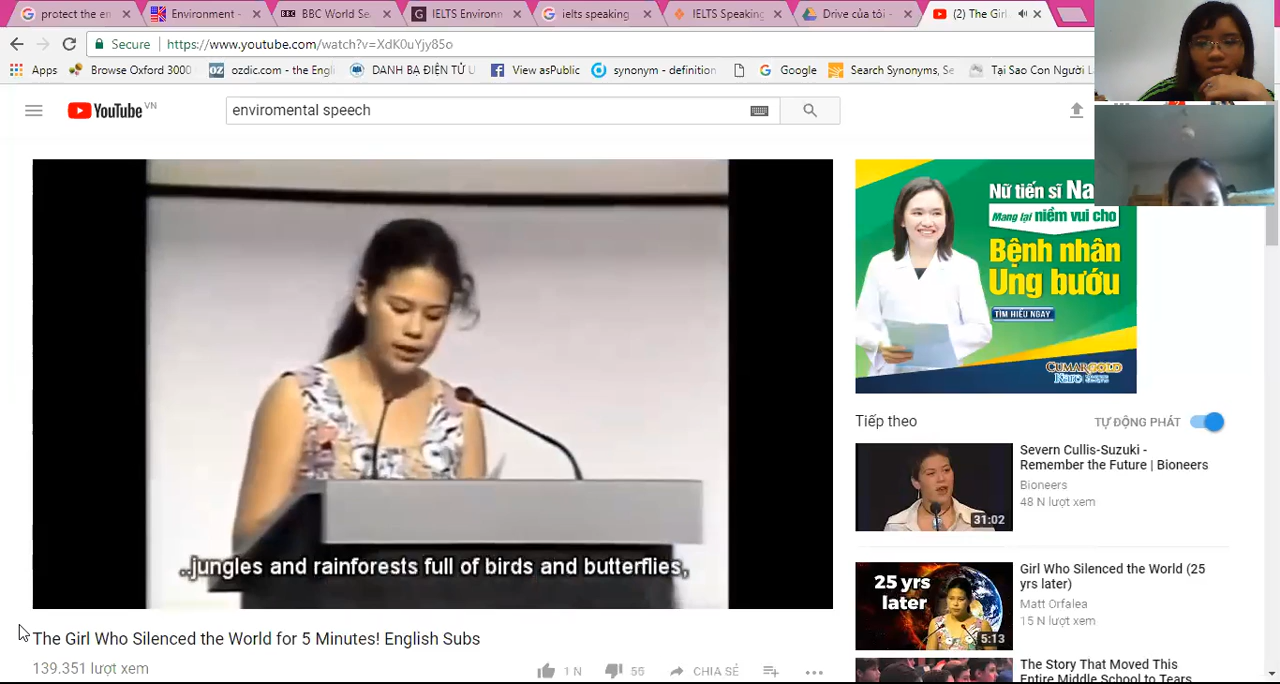 protect the en
Environment -
BBC World Se
IELTS Environm
ielts speaking
IELTS Speaking
Drive của tôi -
(2) The Girl
Secure https://www.youtube.com/watch?v=XdK0uYjy85o
Apps
Browse Oxford 3000
ozdic.com - the Engli
DANH BẠ ĐIỆN TỬ U
View asPublic
synonym - definition
Google
Search Synonyms, Se
Tại Sao Con Người L
YouTube VN
enviromental speech
..jungles and rainforests full of birds and butterflies,
The Girl Who Silenced the World for 5 Minutes! English Subs
139.351 lượt xem
1 N
55
CHIA SẺ
Nữ tiến sĩ Na
Mang lại niềm vui cho
Bệnh nhân
Ung bướu
TÌM HIỂU NGAY
CUMARGOLD
Tiếp theo
TỰ ĐỘNG PHÁT
Severn Cullis-Suzuki -
Remember the Future | Bioneers
Bioneers
48 N lượt xem
31:02
Girl Who Silenced the World (25
yrs later)
Matt Orfalea
15 N lượt xem
25 yrs
later
5:13
The Story That Moved This
Entire Middle School to Tears